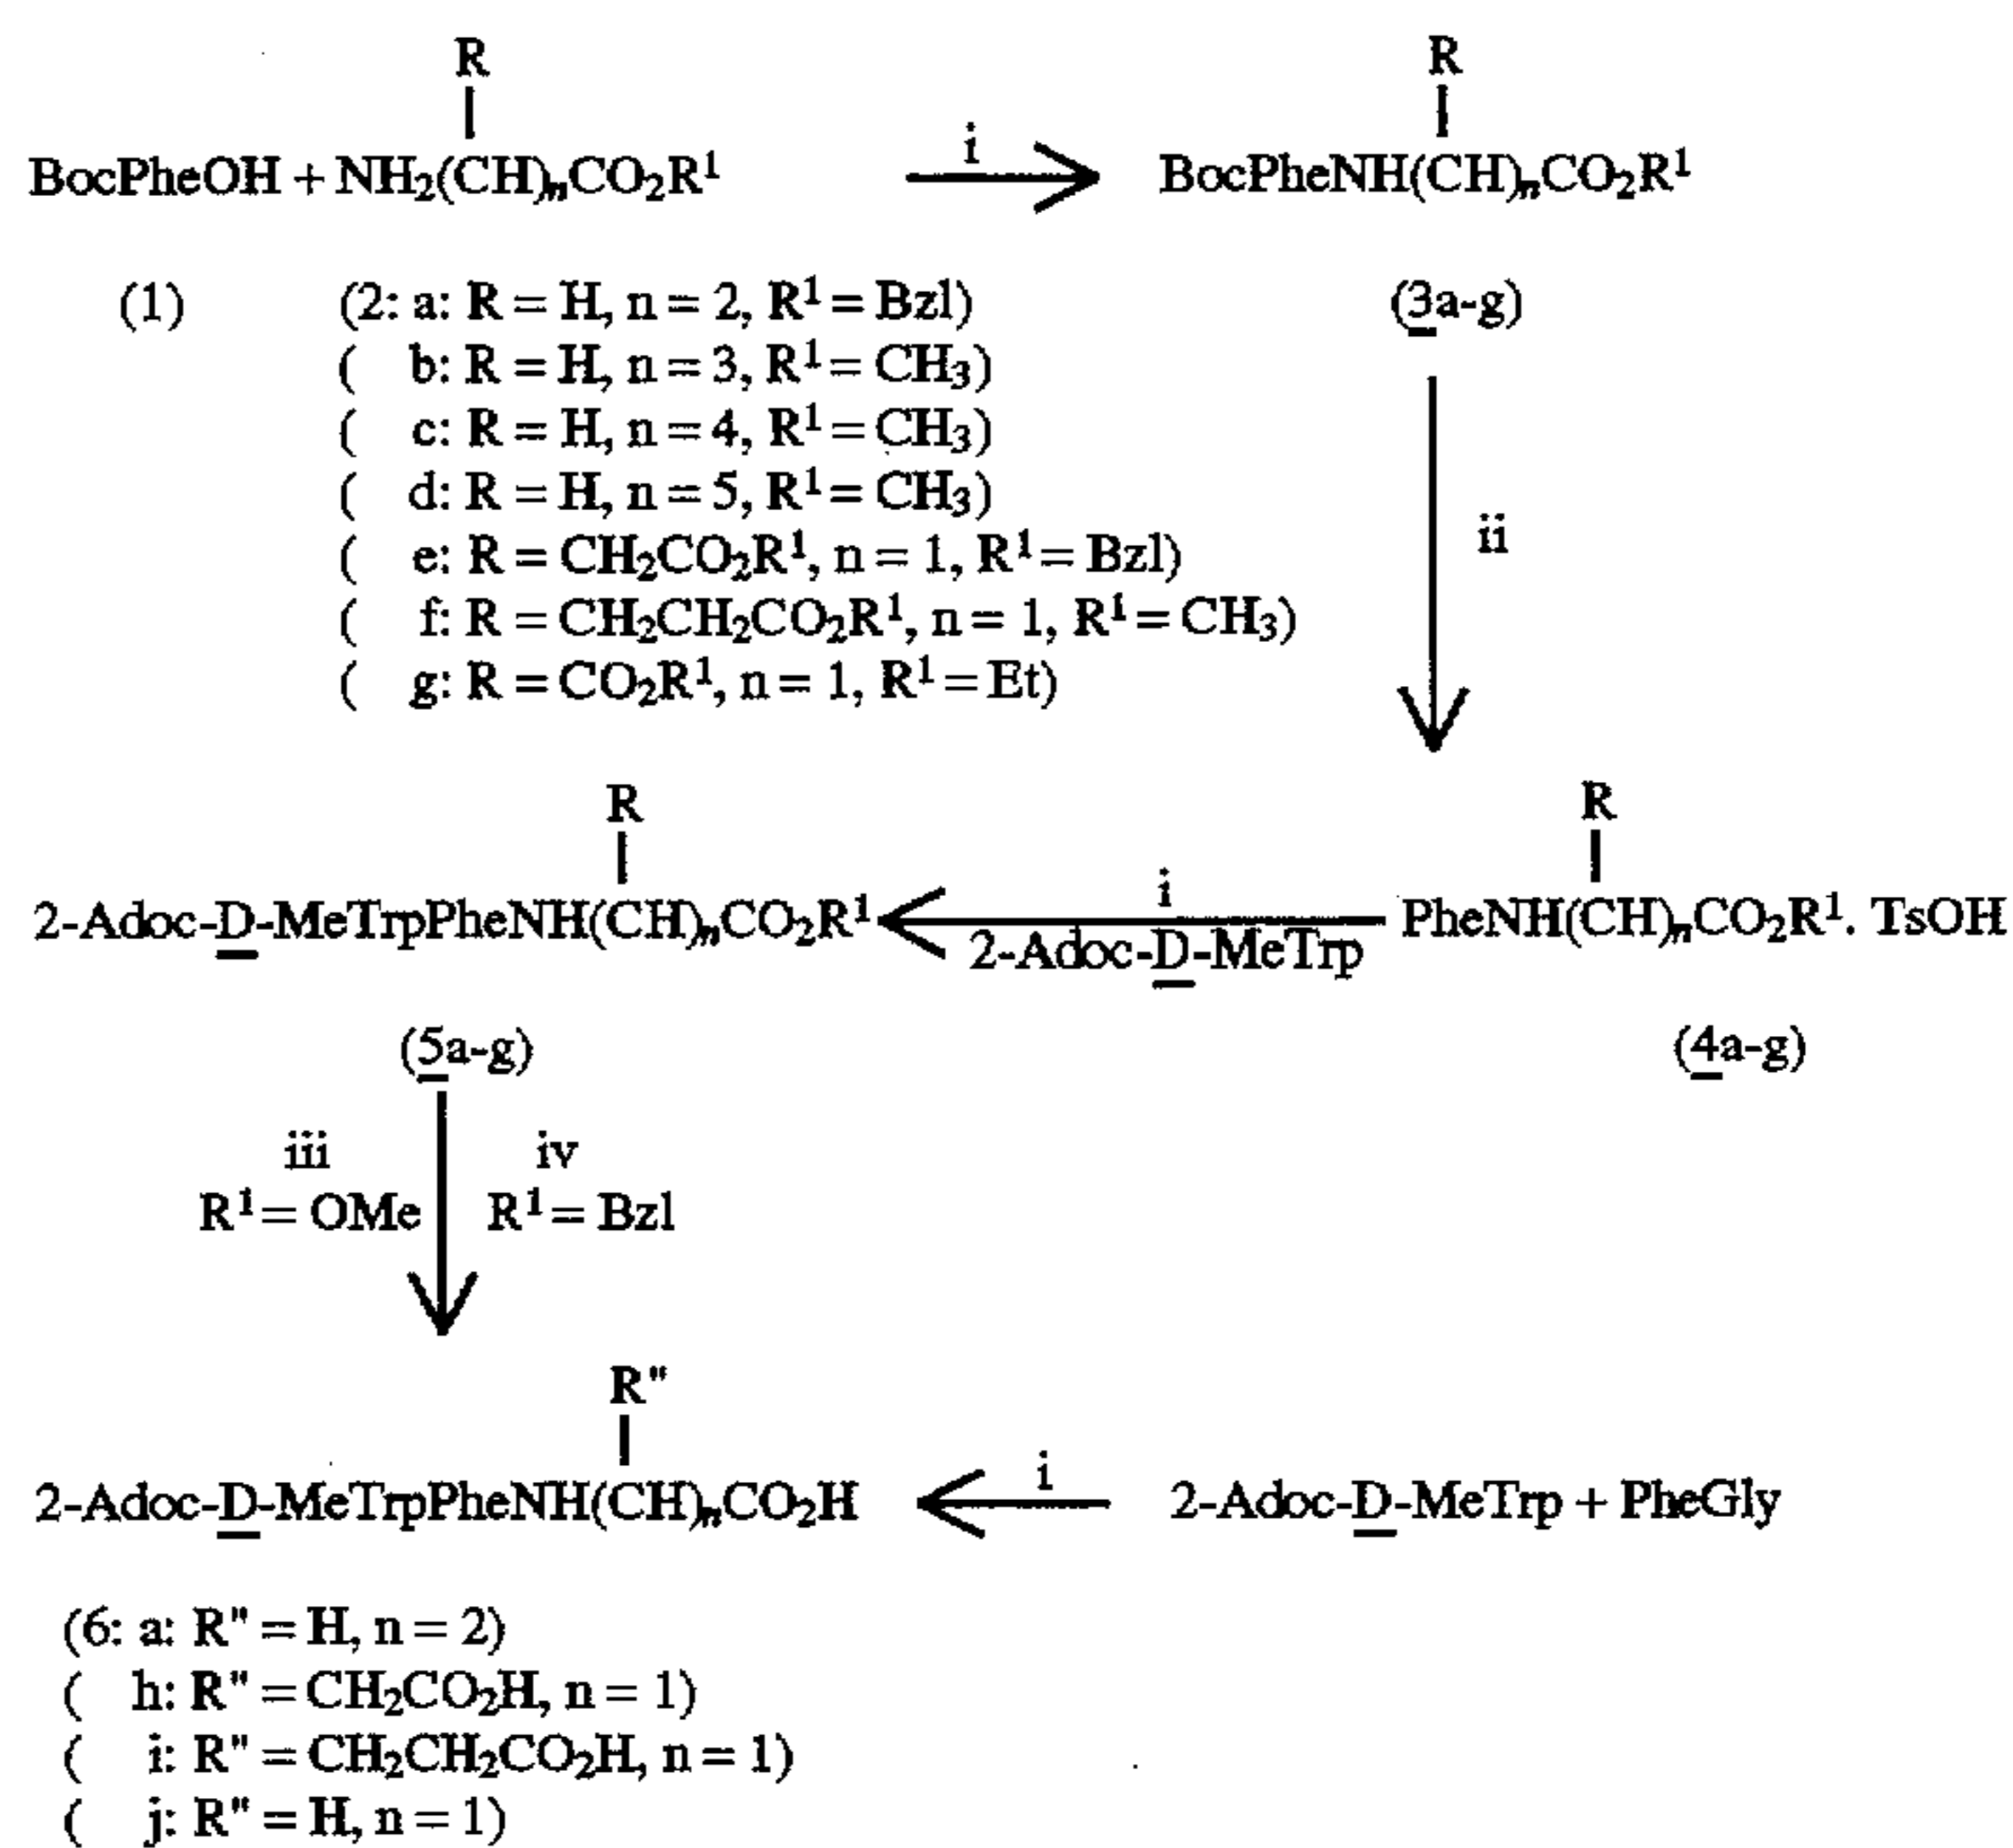 R R
BocPheOH + NH₂(CH)ₙCO₂R¹ i BocPheNH(CH)ₙCO₂R¹
(1) (2: a: R = H, n = 2, R¹ = Bzl) (3a-g)
( b: R = H, n = 3, R¹ = CH₃)
( c: R = H, n = 4, R¹ = CH₃)
( d: R = H, n = 5, R¹ = CH₃)
( e: R = CH₂CO₂R¹, n = 1, R¹ = Bzl) ii
( f: R = CH₂CH₂CO₂R¹, n = 1, R¹ = CH₃)
( g: R = CO₂R¹, n = 1, R¹ = Et)
R R
2-Adoc-D-MeTrpPheNH(CH)ₙCO₂R¹ i PheNH(CH)ₙCO₂R¹. TsOH
2-Adoc-D-MeTrp
(5a-g) (4a-g)
iii iv
R¹ = OMe R¹ = Bzl
R"
2-Adoc-D-MeTrpPheNH(CH)ₙCO₂H i 2-Adoc-D-MeTrp + PheGly
(6: a: R" = H, n = 2)
( h: R" = CH₂CO₂H, n = 1)
( i: R" = CH₂CH₂CO₂H, n = 1)
( j: R" = H, n = 1)